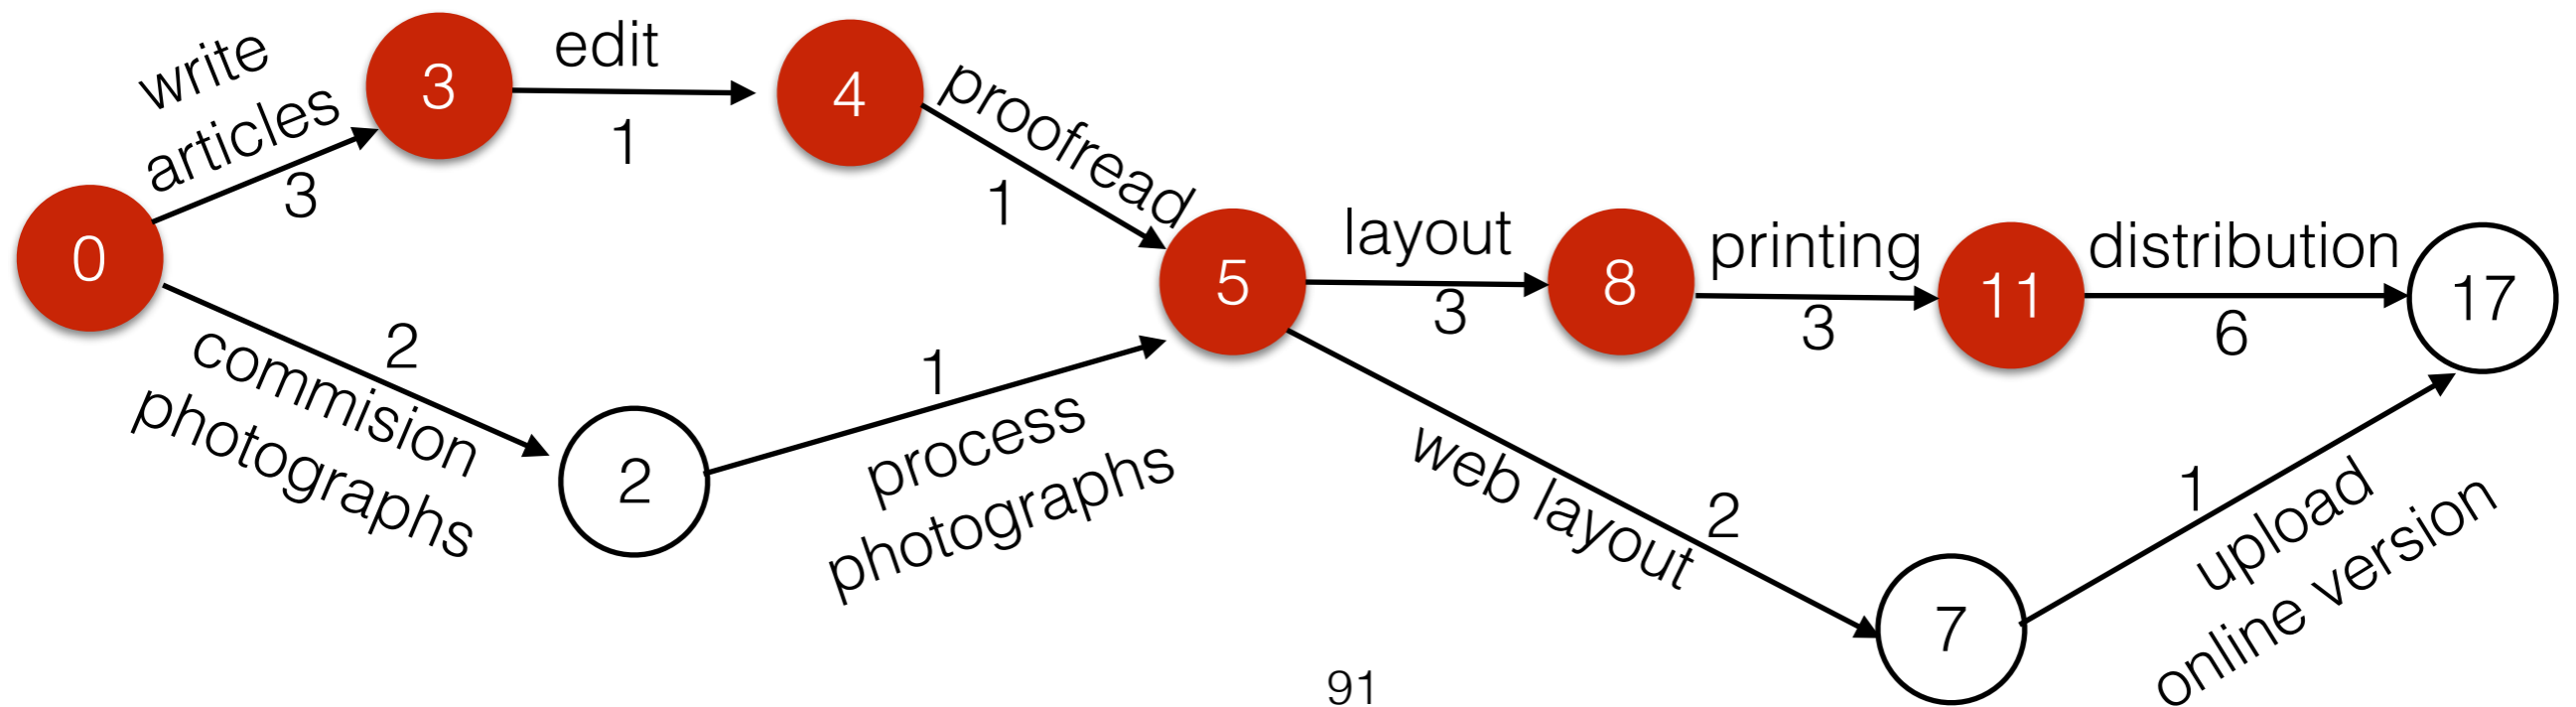 write
articles
3
3
edit
1
4
proofread
1
0
2
commision
photographs
2
1
process
photographs
5
layout
3
8
printing
3
11
distribution
6
17
web layout
2
7
1
upload
online version
91